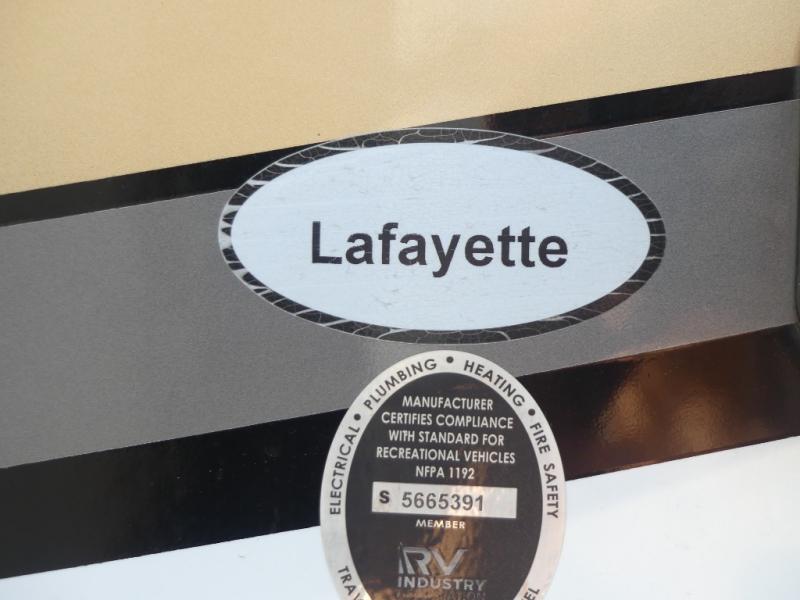 Lafayette
ELECTRICAL • PLUMBING • HEATING • FIRE SAFETY
MANUFACTURER
CERTIFIES COMPLIANCE
WITH STANDARD FOR
RECREATIONAL VEHICLES
NFPA 1192
S 5665391
MEMBER
RV
INDUSTRY